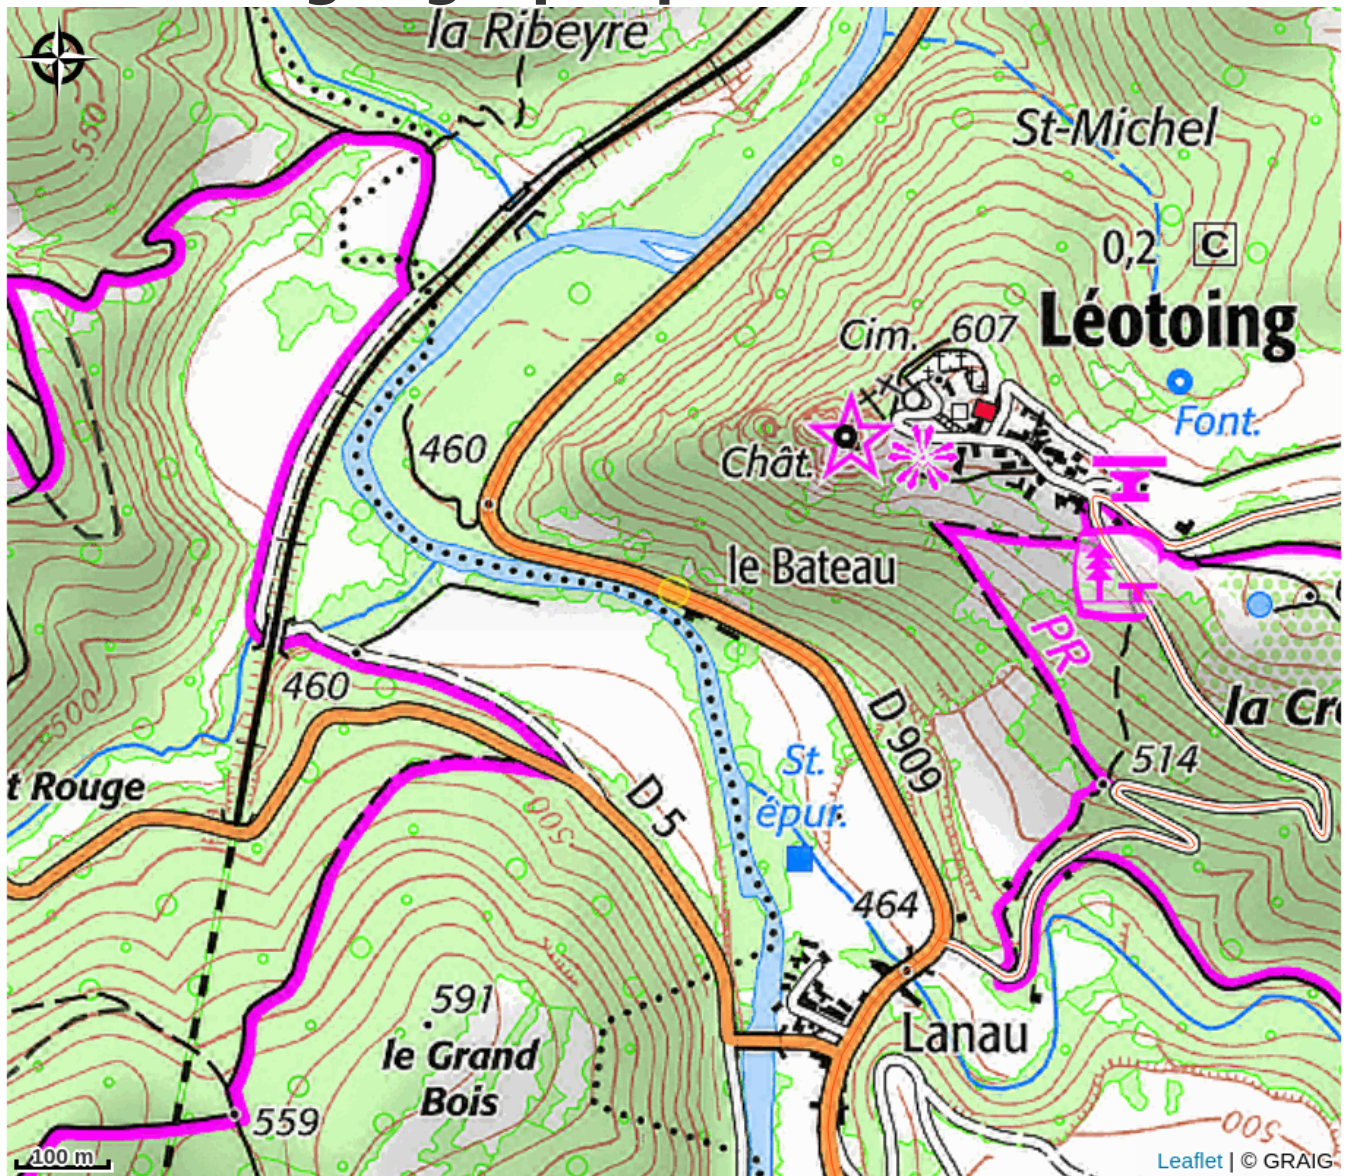 la Ribeyre
550
St-Michel
0,2 C
Léotoing
Cim. 607
Font.
460
Chât.
le Bateau
PR
460
500
la Cr
D 909
514
St.
épur.
t Rouge
D 5
500
464
591
le Grand
Bois
Lanau
559
500
100 m
Leaflet | © GRAIG